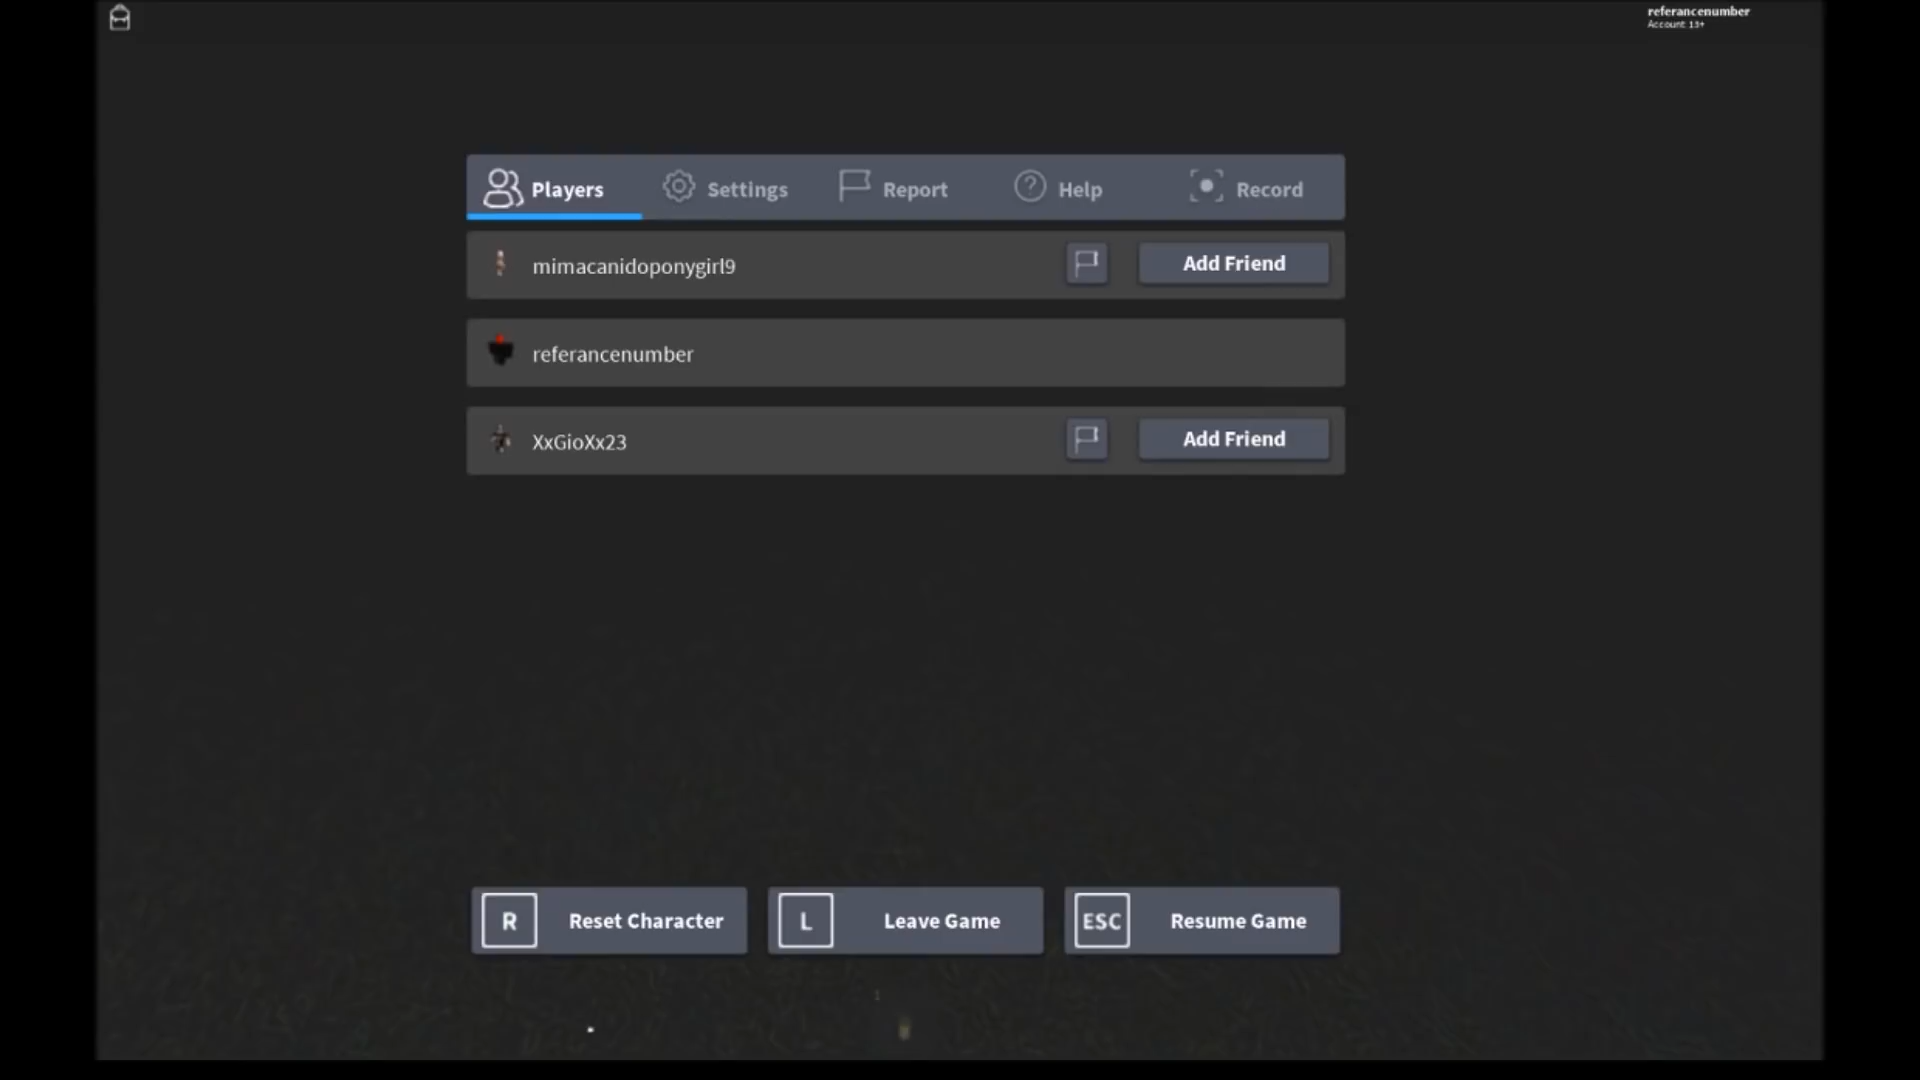 referancenumber
Account: 13+
Players
Settings
Report
Help
Record
mimacanidoponygirl9
Add Friend
referancenumber
XxGioXx23
Add Friend
R
Reset Character
L
Leave Game
ESC
Resume Game
1